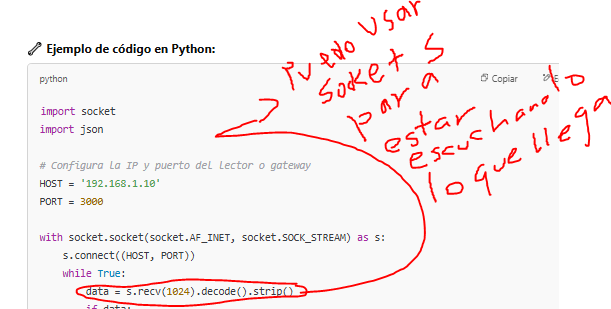 Ejemplo de código en Python:
python
Copiar
import socket
import json
# Configura la IP y puerto del lector o gateway
HOST = '192.168.1.10'
PORT = 3000
with socket.socket(socket.AF_INET, socket.SOCK_STREAM) as s:
s.connect((HOST, PORT))
while True:
data = s.recv(1024).decode().strip()
if data:
puedo usar
socket s
para
estar
escuchando
lo que llega